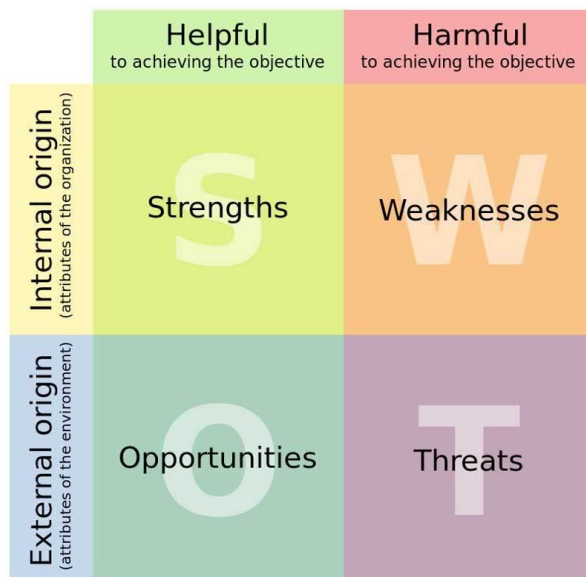 Helpful
to achieving the objective
Harmful
to achieving the objective
Internal origin
(attributes of the organization)
S
Strengths
W
Weaknesses
External origin
(attributes of the environment)
O
Opportunities
T
Threats